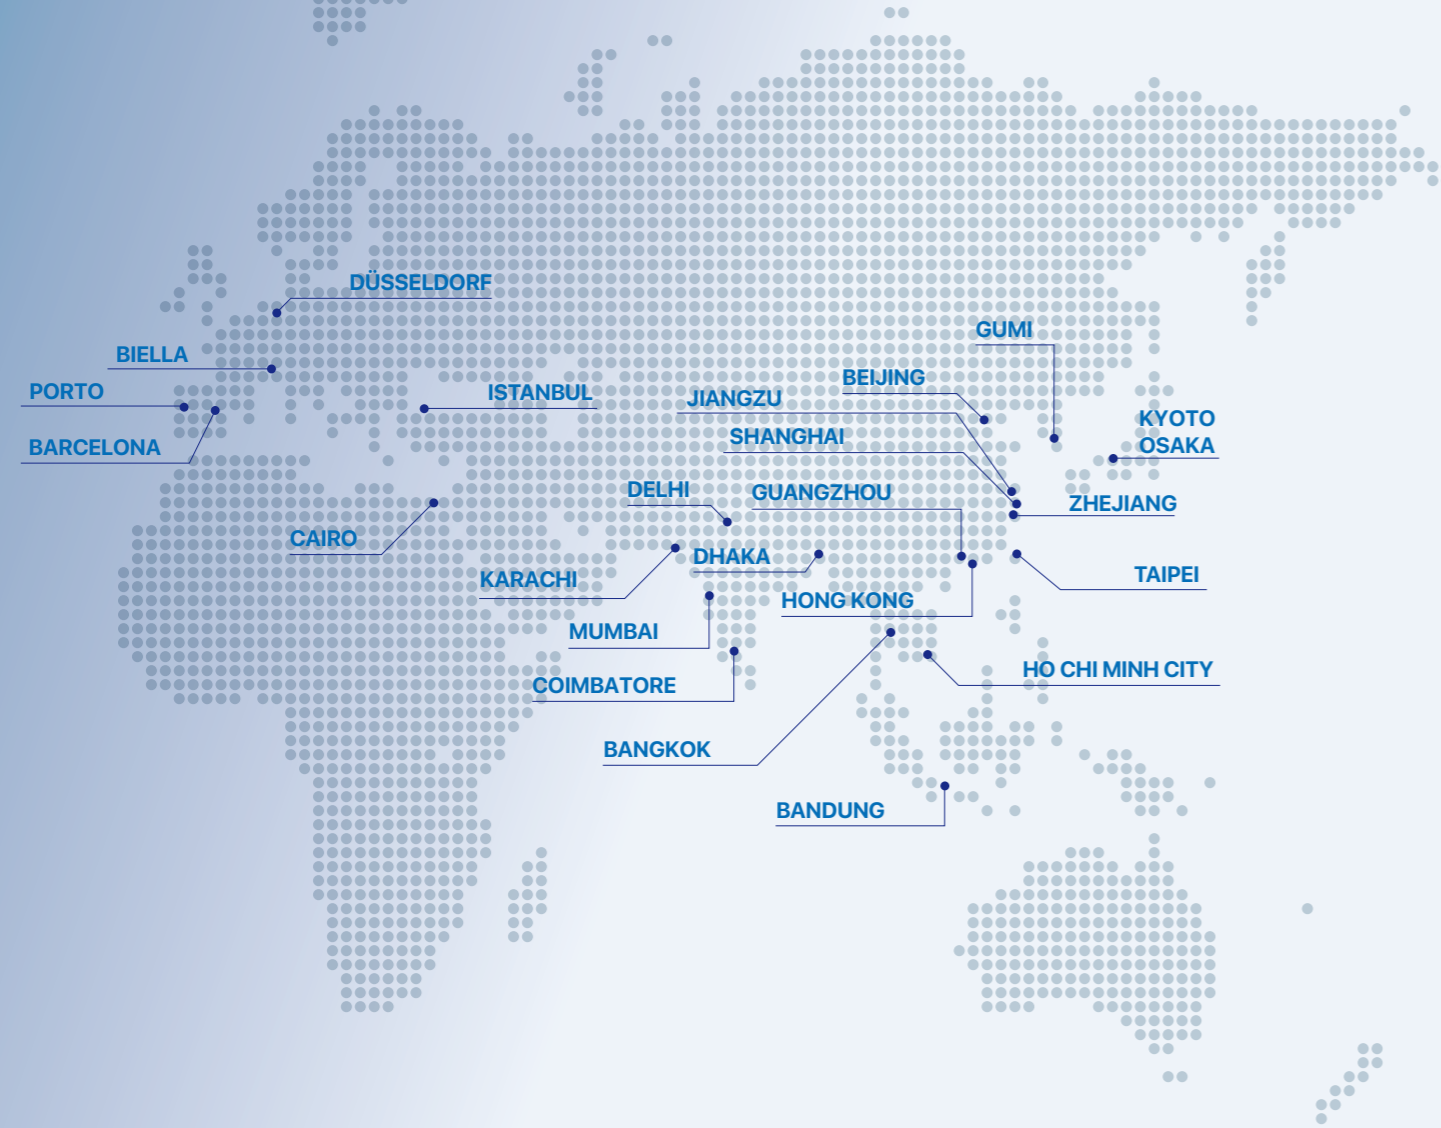 DÜSSELDORF
BIELLA
PORTO
BARCELONA
ISTANBUL
CAIRO
GUMI
BEIJING
JIANGZU
SHANGHAI
KYOTO
OSAKA
DELHI
GUANGZHOU
ZHEJIANG
KARACHI
DHAKA
TAIPEI
HONG KONG
MUMBAI
COIMBATORE
HO CHI MINH CITY
BANGKOK
BANDUNG